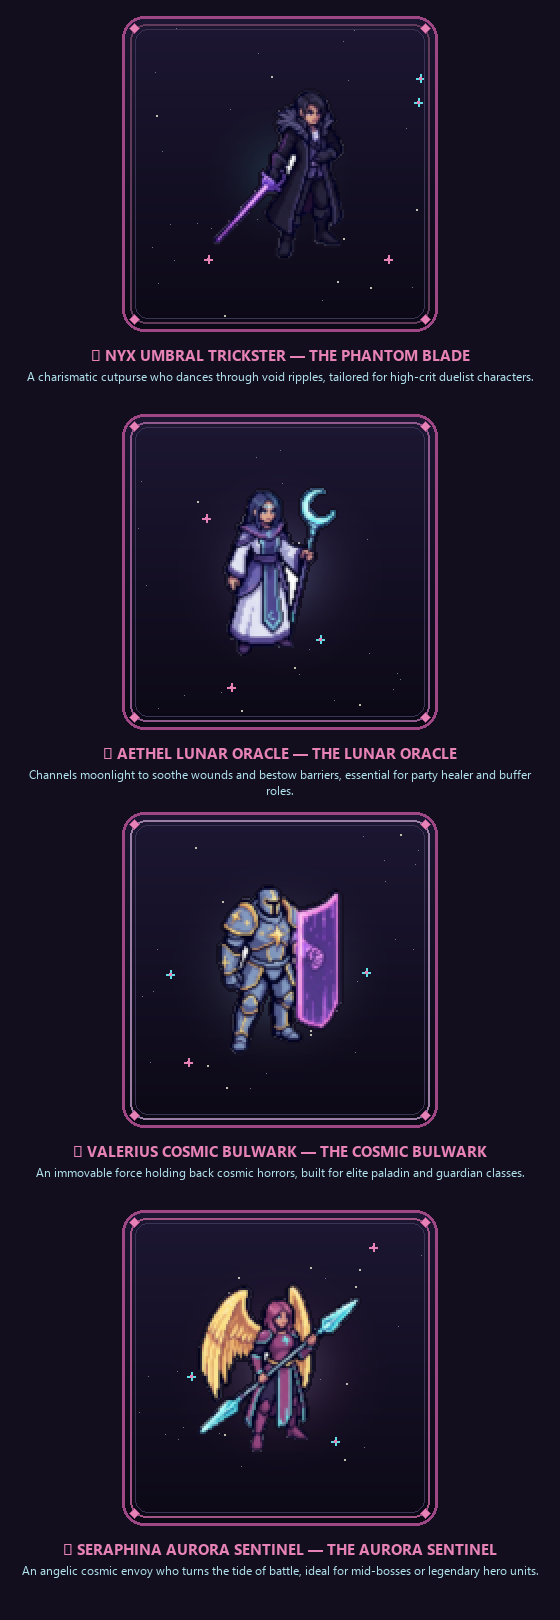 NYX UMBRAL TRICKSTER — THE PHANTOM BLADE
A charismatic cutpurse who dances through void ripples, tailored for high-crit duelist characters.
AETHEL LUNAR ORACLE — THE LUNAR ORACLE
Channels moonlight to soothe wounds and bestow barriers, essential for party healer and buffer
roles.
VALERIUS COSMIC BULWARK — THE COSMIC BULWARK
An immovable force holding back cosmic horrors, built for elite paladin and guardian classes.
SERAPHINA AURORA SENTINEL — THE AURORA SENTINEL
An angelic cosmic envoy who turns the tide of battle, ideal for mid-bosses or legendary hero units.